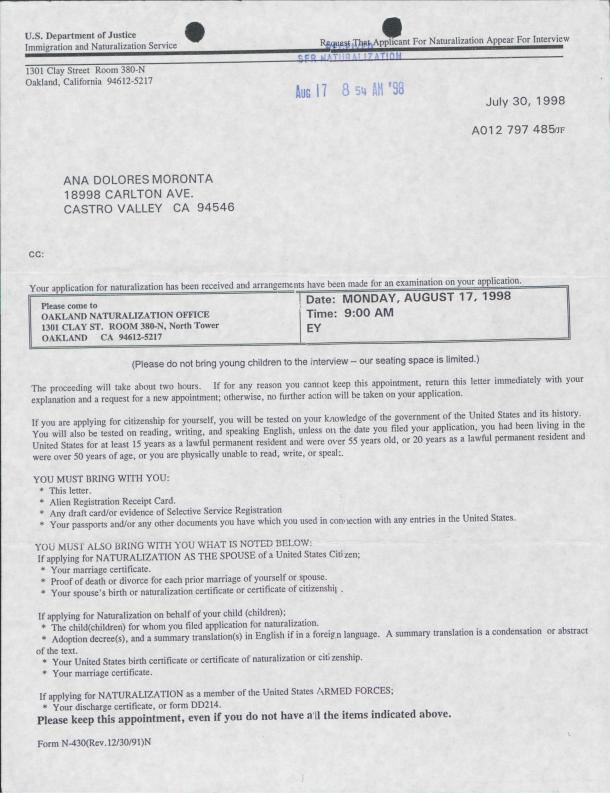 U.S. Department of Justice
Immigration and Naturalization Service
Request That Applicant For Naturalization Appear For Interview
SFR NATURALIZATION
1301 Clay Street Room 380-N
Oakland, California 94612-5217
Aug 17 8 54 AM '98
July 30, 1998
A012 797 485/JF
ANA DOLORES MORONTA
18998 CARLTON AVE.
CASTRO VALLEY CA 94546
CC:
Your application for naturalization has been received and arrangements have been made for an examination on your application.
Please come to
OAKLAND NATURALIZATION OFFICE
1301 CLAY ST. ROOM 380-N, North Tower
OAKLAND CA 94612-5217
Date: MONDAY, AUGUST 17, 1998
Time: 9:00 AM
EY
(Please do not bring young children to the interview – our seating space is limited.)
The proceeding will take about two hours. If for any reason you cannot keep this appointment, return this letter immediately with your
explanation and a request for a new appointment; otherwise, no further action will be taken on your application.
If you are applying for citizenship for yourself, you will be tested on your knowledge of the government of the United States and its history.
You will also be tested on reading, writing, and speaking English, unless on the date you filed your application, you had been living in the
United States for at least 15 years as a lawful permanent resident and were over 55 years old, or 20 years as a lawful permanent resident and
were over 50 years of age, or you are physically unable to read, write, or speak.
YOU MUST BRING WITH YOU:
* This letter.
* Alien Registration Receipt Card.
* Any draft card/or evidence of Selective Service Registration
* Your passports and/or any other documents you have which you used in connection with any entries in the United States.
YOU MUST ALSO BRING WITH YOU WHAT IS NOTED BELOW:
If applying for NATURALIZATION AS THE SPOUSE of a United States Citizen;
* Your marriage certificate.
* Proof of death or divorce for each prior marriage of yourself or spouse.
* Your spouse's birth or naturalization certificate or certificate of citizenship.
If applying for Naturalization on behalf of your child (children);
* The child(children) for whom you filed application for naturalization.
* Adoption decree(s), and a summary translation(s) in English if in a foreign language. A summary translation is a condensation or abstract
of the text.
* Your United States birth certificate or certificate of naturalization or citizenship.
* Your marriage certificate.
If applying for NATURALIZATION as a member of the United States ARMED FORCES;
* Your discharge certificate, or form DD214.
Please keep this appointment, even if you do not have all the items indicated above.
Form N-430(Rev.12/30/91)N